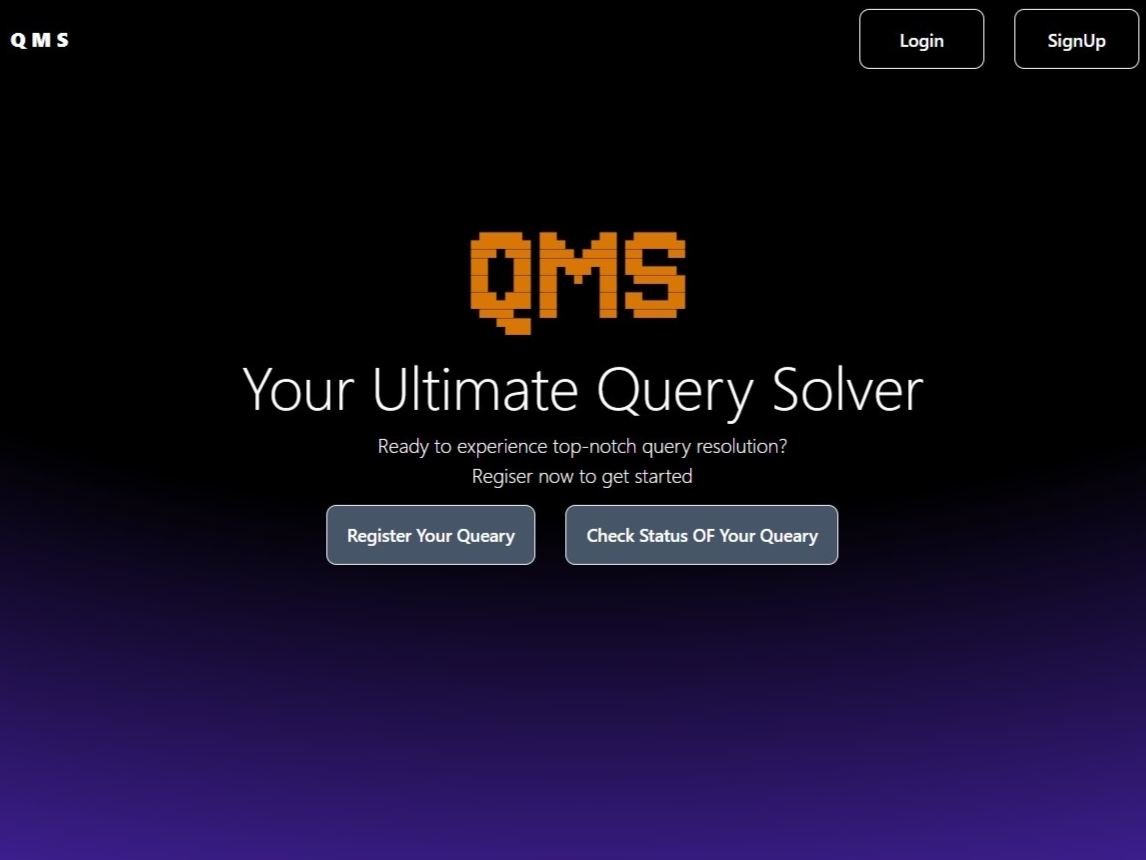 QMS
Login
SignUp
QMS
Your Ultimate Query Solver
Ready to experience top-notch query resolution?
Regiser now to get started
Register Your Queary
Check Status OF Your Queary